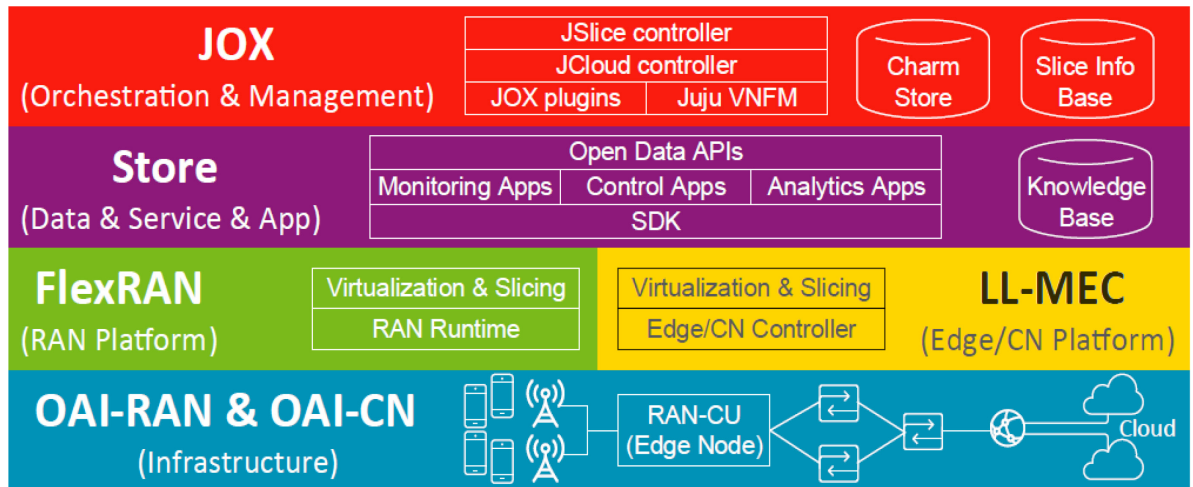 JOX
(Orchestration & Management)
JSlice controller
JCloud controller
JOX plugins
Juju VNFM
Charm
Store
Slice Info
Base
Store
(Data & Service & App)
Open Data APIs
Monitoring Apps
Control Apps
Analytics Apps
SDK
Knowledge
Base
FlexRAN
(RAN Platform)
Virtualization & Slicing
RAN Runtime
Virtualization & Slicing
Edge/CN Controller
LL-MEC
(Edge/CN Platform)
OAI-RAN & OAI-CN
(Infrastructure)
RAN-CU
(Edge Node)
Cloud